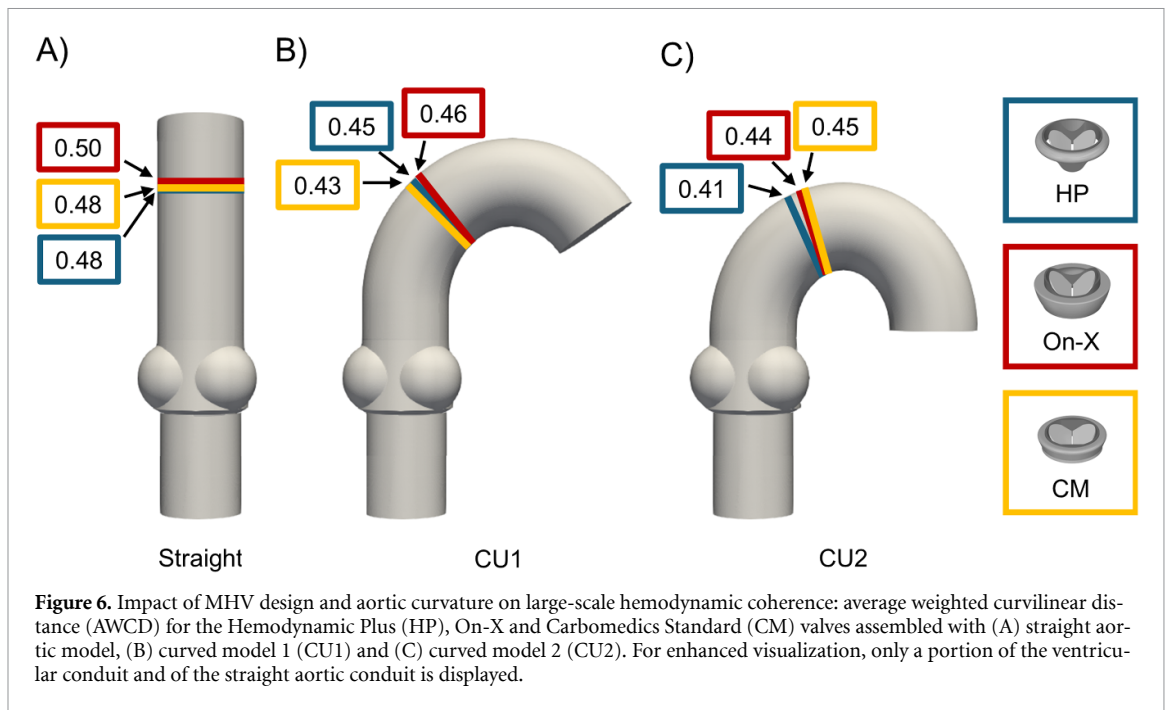 A)
B)
C)
0.50
0.48
0.48
0.45
0.46
0.43
0.44
0.45
0.41
HP
On-X
CM
Straight
CU1
CU2
Figure 6. Impact of MHV design and aortic curvature on large-scale hemodynamic coherence: average weighted curvilinear dis-
tance (AWCD) for the Hemodynamic Plus (HP), On-X and Carbomedics Standard (CM) valves assembled with (A) straight aor-
tic model, (B) curved model 1 (CU1) and (C) curved model 2 (CU2). For enhanced visualization, only a portion of the ventricu-
lar conduit and of the straight aortic conduit is displayed.